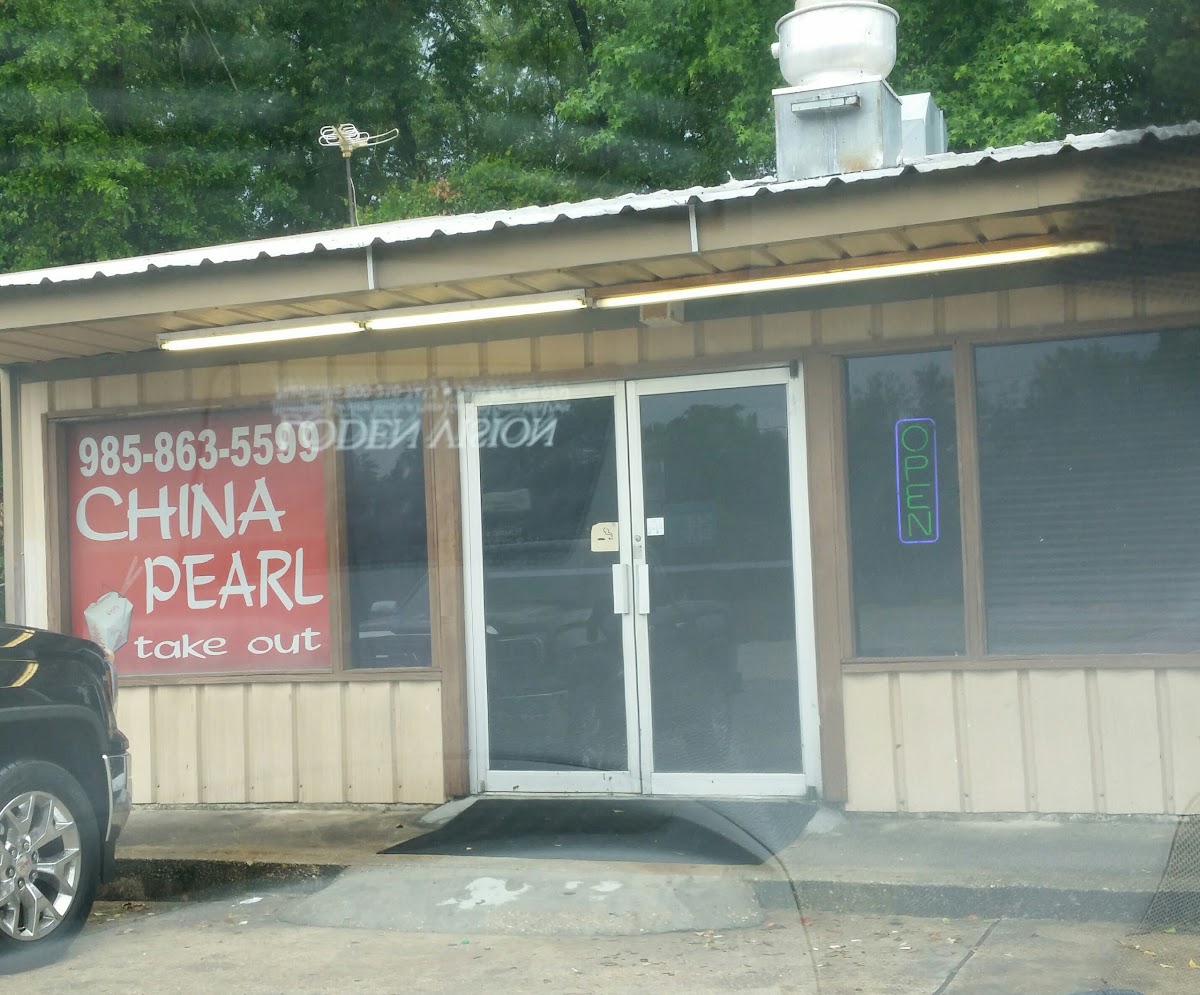 985-863-5599
CHINA
PEARL
take out
OPEN